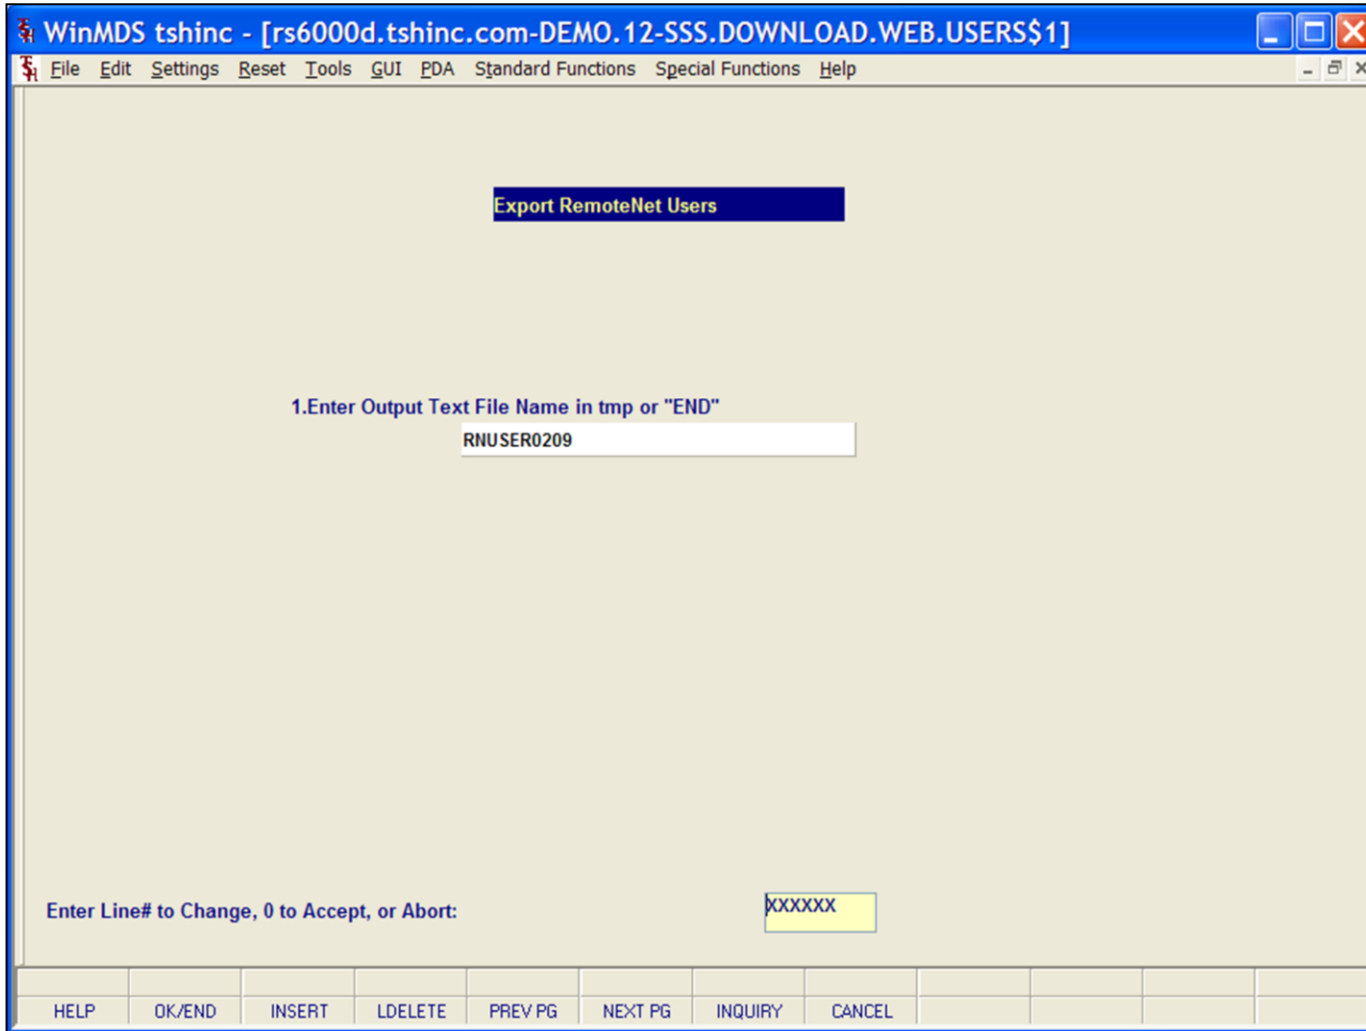 WinMDS tshinc - [rs6000d.tshinc.com-DEMO.12-SSS.DOWNLOAD.WEB.USERS$1]
File Edit Settings Reset Tools GUI PDA Standard Functions Special Functions Help
Export RemoteNet Users
1.Enter Output Text File Name in tmp or "END"
RNUSER0209
Enter Line# to Change, 0 to Accept, or Abort: XXXXXX
HELP OK/END INSERT LDELETE PREV PG NEXT PG INQUIRY CANCEL